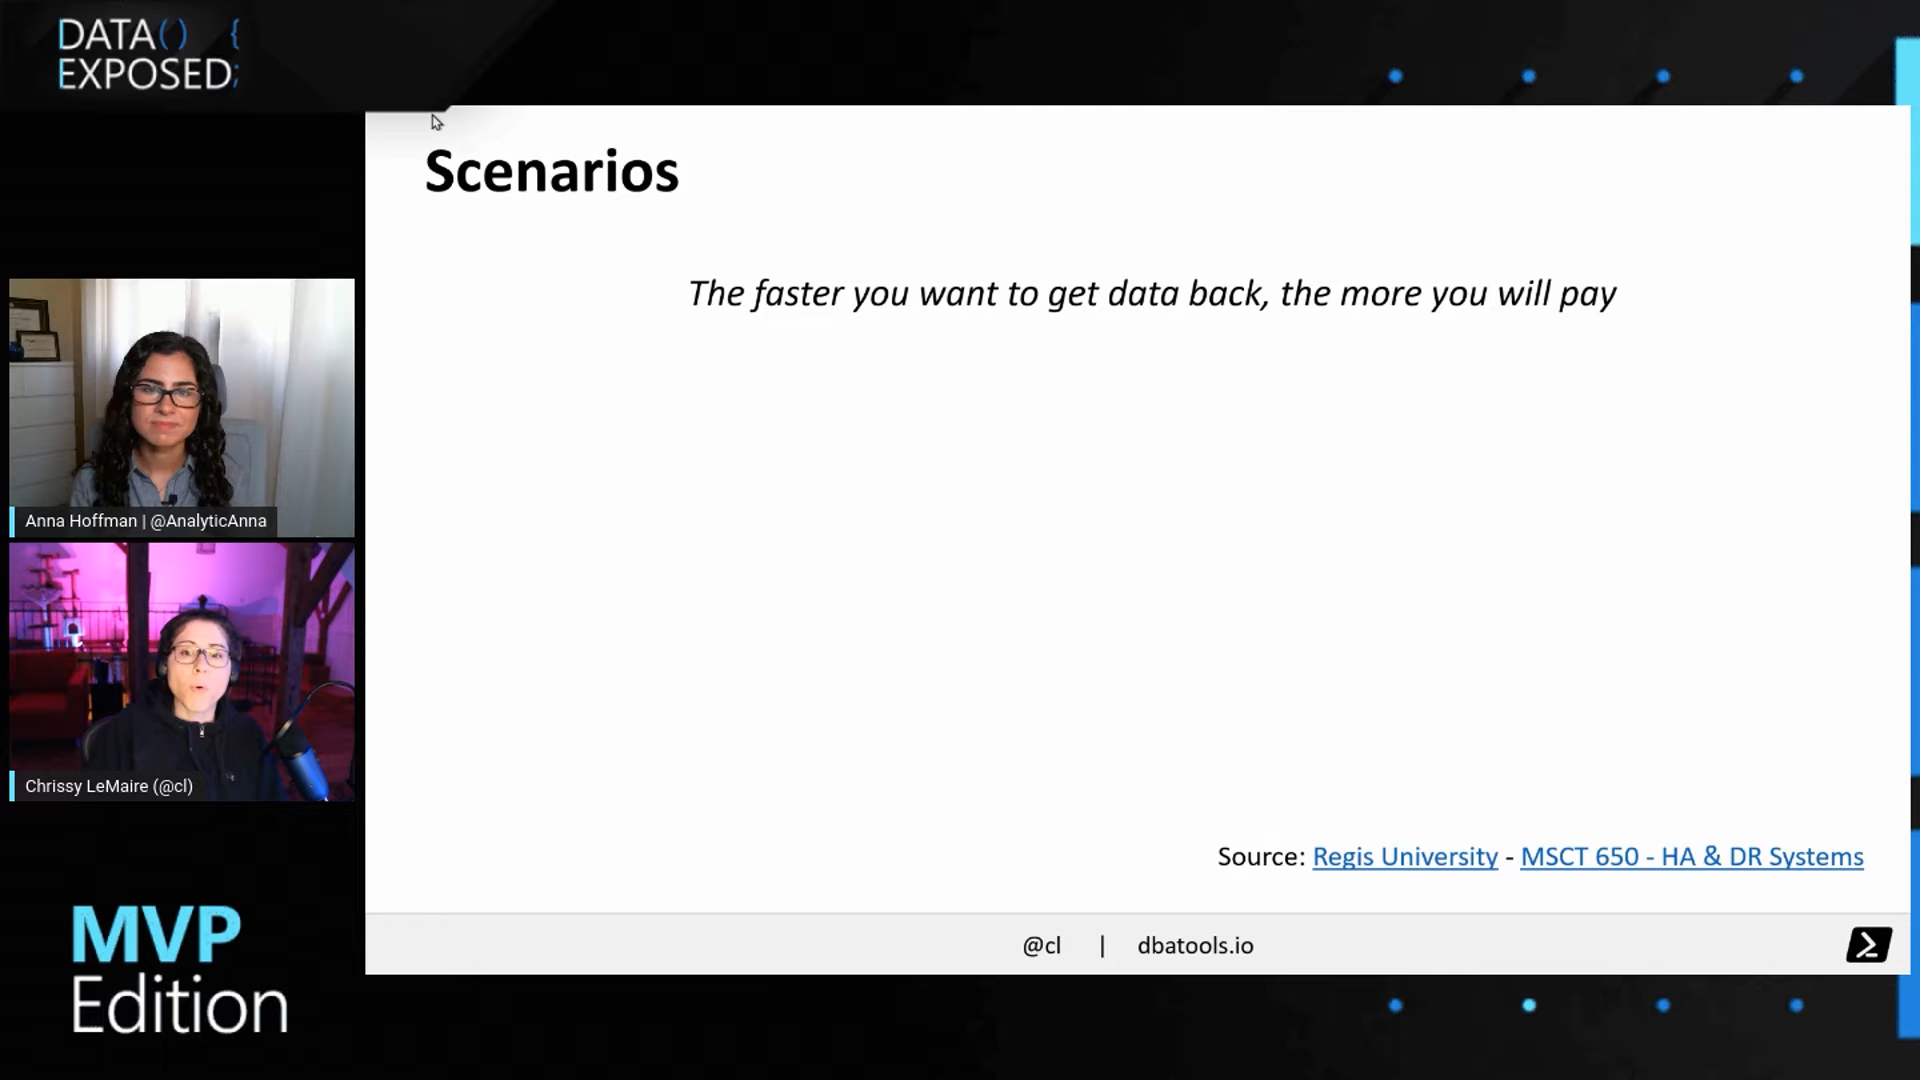 DATA() {
EXPOSED;
Scenarios
The faster you want to get data back, the more you will pay
Anna Hoffman | @AnalyticAnna
Chrissy LeMaire (@cl)
Source: Regis University - MSCT 650 - HA & DR Systems
@cl | dbatools.io
MVP
Edition